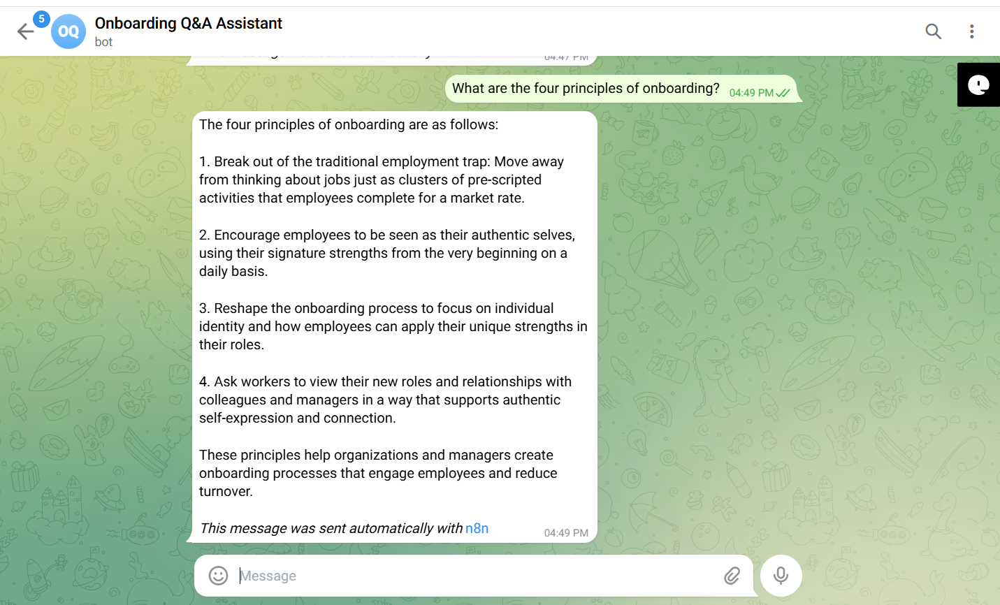 5
OQ
Onboarding Q&A Assistant
bot
04:47 PM
What are the four principles of onboarding? 04:49 PM
The four principles of onboarding are as follows:
1. Break out of the traditional employment trap: Move away
from thinking about jobs just as clusters of pre-scripted
activities that employees complete for a market rate.
2. Encourage employees to be seen as their authentic selves,
using their signature strengths from the very beginning on a
daily basis.
3. Reshape the onboarding process to focus on individual
identity and how employees can apply their unique strengths in
their roles.
4. Ask workers to view their new roles and relationships with
colleagues and managers in a way that supports authentic
self-expression and connection.
These principles help organizations and managers create
onboarding processes that engage employees and reduce
turnover.
This message was sent automatically with n8n
04:49 PM
Message